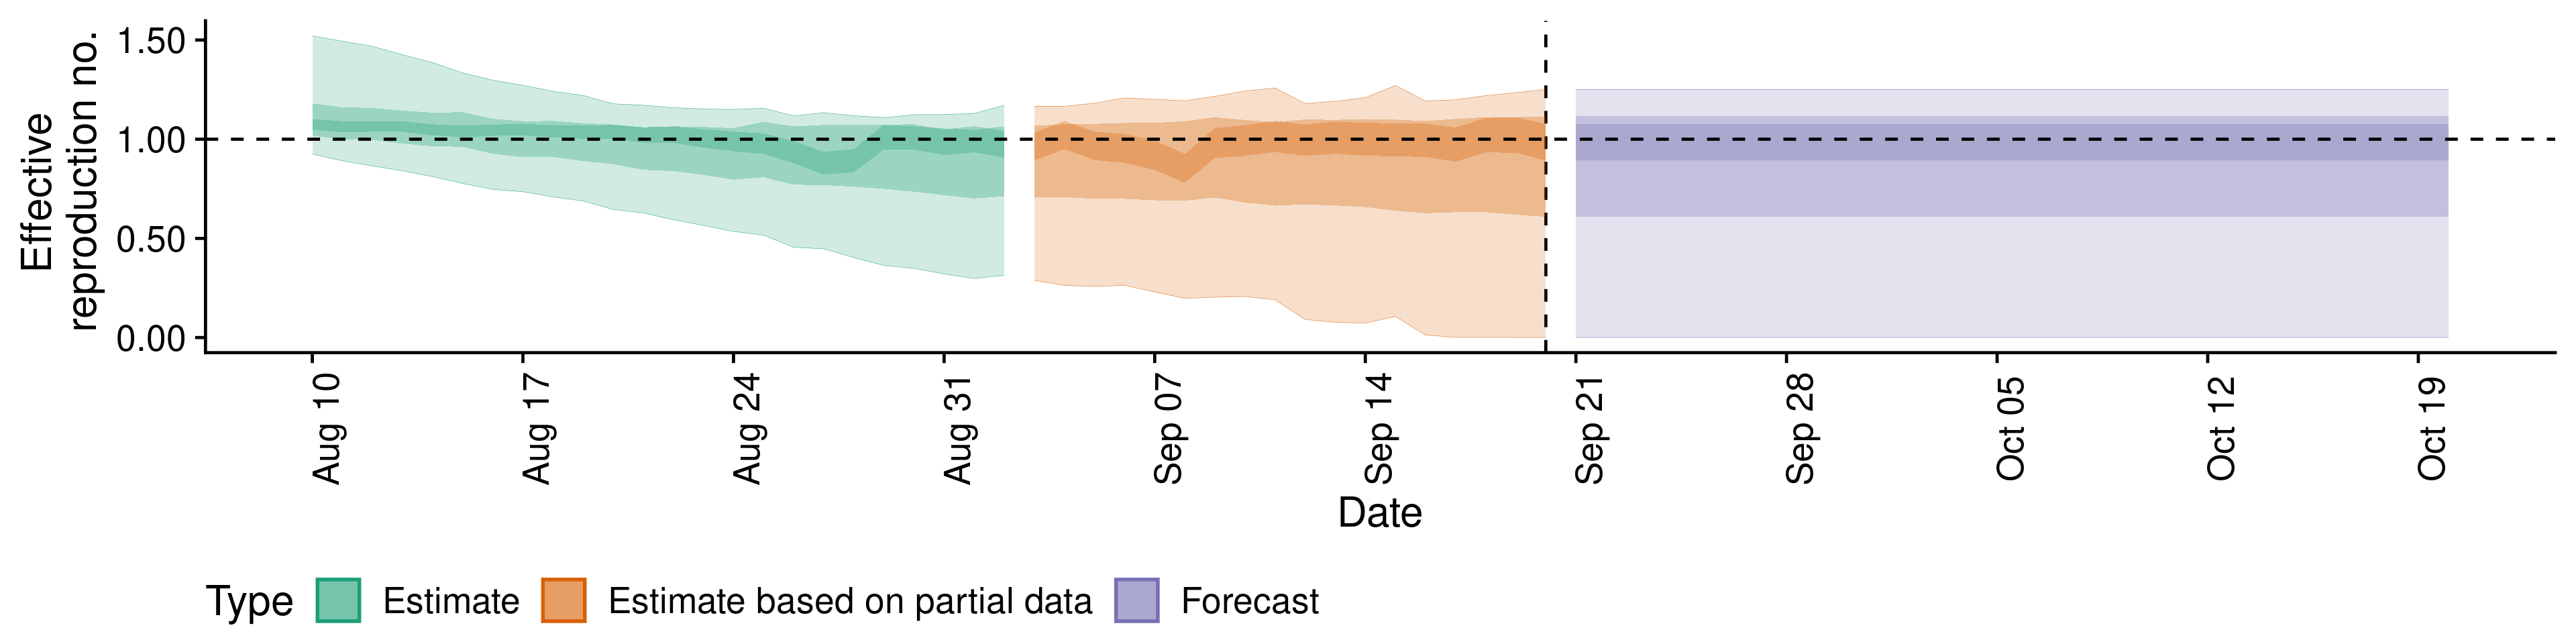 Effective
reproduction no.
1.50
1.00
0.50
0.00
Aug 10
Aug 17
Aug 24
Aug 31
Sep 07
Sep 14
Sep 21
Sep 28
Oct 05
Oct 12
Oct 19
Date
Type Estimate Estimate based on partial data Forecast